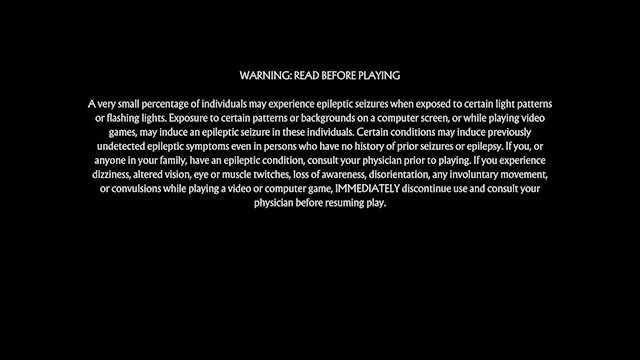 WARNING: READ BEFORE PLAYING
A very small percentage of individuals may experience epileptic seizures when exposed to certain light patterns
or flashing lights. Exposure to certain patterns or backgrounds on a computer screen, or while playing video
games, may induce an epileptic seizure in these individuals. Certain conditions may induce previously
undetected epileptic symptoms even in persons who have no history of prior seizures or epilepsy. If you, or
anyone in your family, have an epileptic condition, consult your physician prior to playing. If you experience
dizziness, altered vision, eye or muscle twitches, loss of awareness, disorientation, any involuntary movement,
or convulsions while playing a video or computer game, IMMEDIATELY discontinue use and consult your
physician before resuming play.